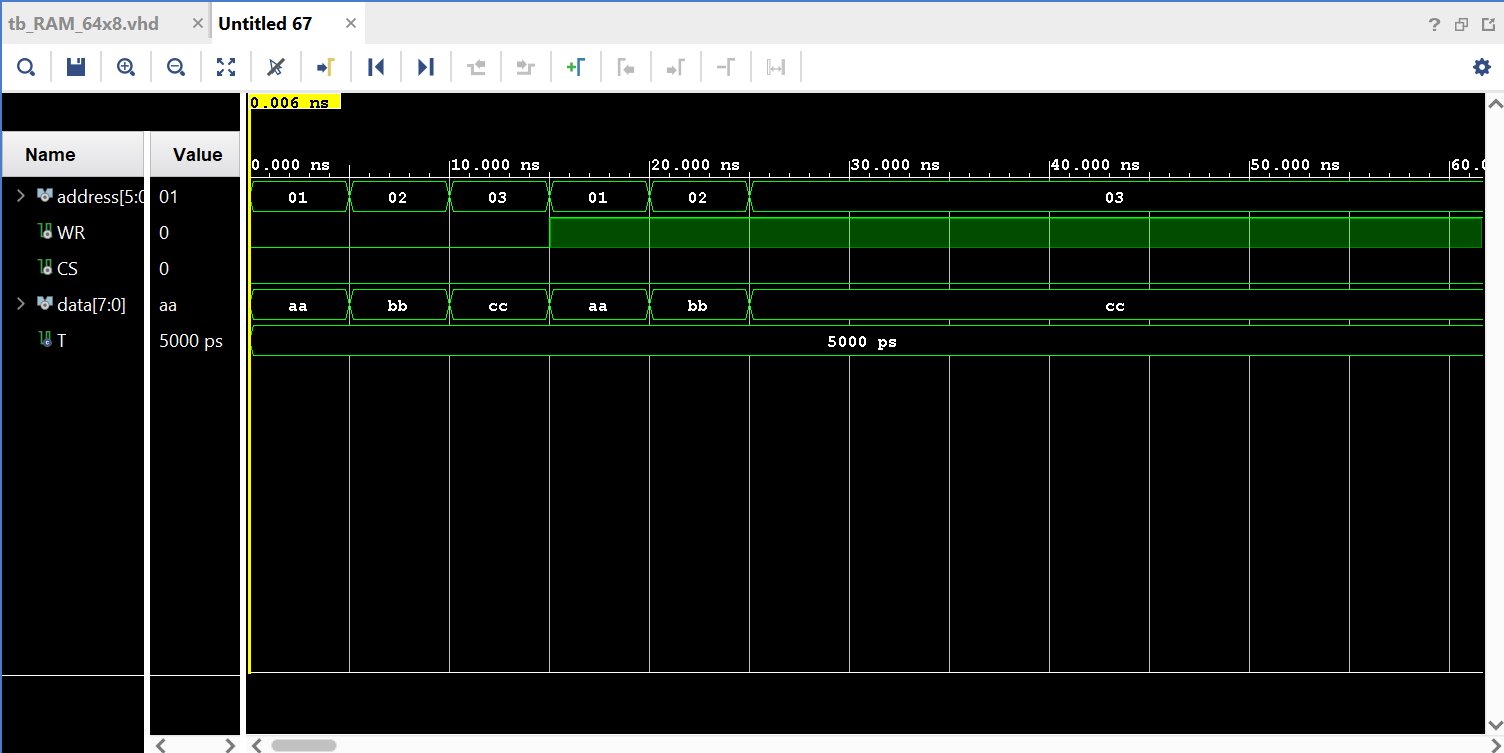 tb_RAM_64x8.vhd × Untitled 67 × ?
0.006 ns
Name Value
0.000 ns 10.000 ns 20.000 ns 30.000 ns 40.000 ns 50.000 ns 60.0
address[5:0 01 01 02 03 01 02 03
WR 0
CS 0
data[7:0] aa aa bb cc aa bb cc
T 5000 ps 5000 ps